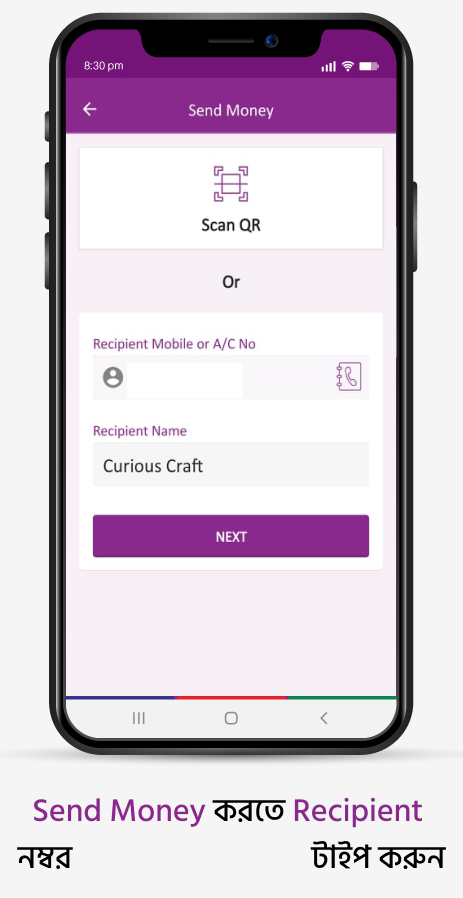 8:30 pm
Send Money
Scan QR
Or
Recipient Mobile or A/C No
Recipient Name
Curious Craft
NEXT
Send Money করতে Recipient
নম্বর টাইপ করুন